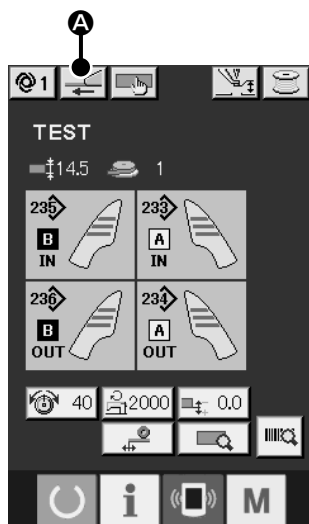 A
1
TEST
14.5 1
235 B IN 233 A IN
236 B OUT 234 A OUT
40 2000 0.0
i M